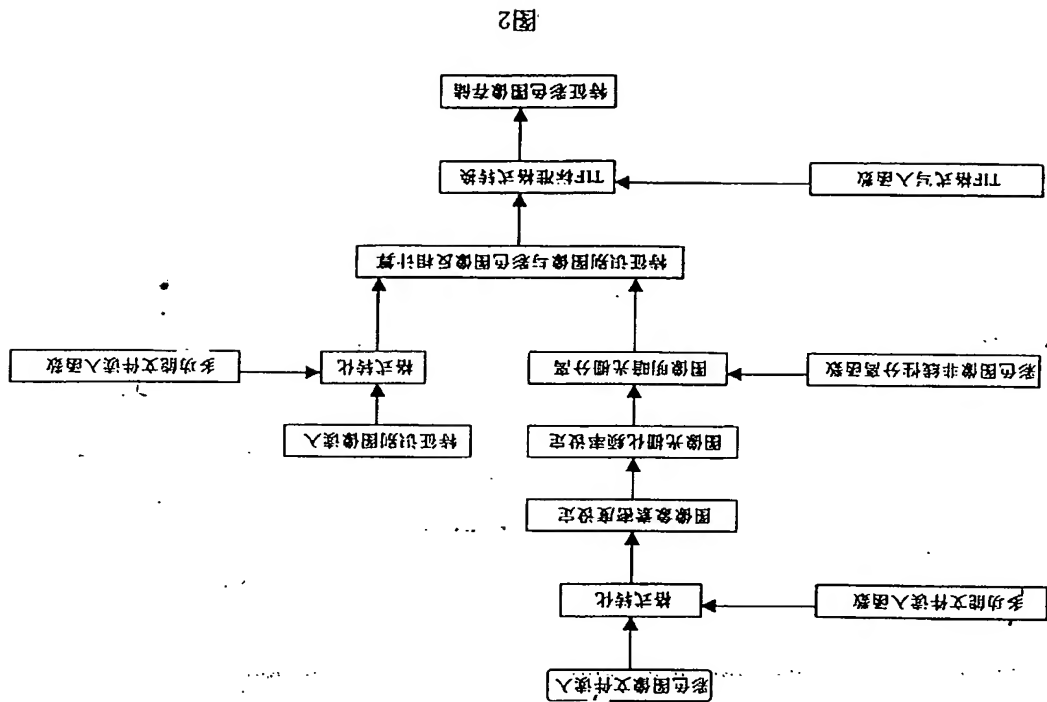 彩色图像文件读入
多功能文件读入函数
格式转化
图像象素密度设定
图像光栅化频率设定
特征识别图像读入
彩色图像非线性分离函数
图像明暗光栅分离
格式转化
多功能文件读入函数
特征识别图像与彩色图像反相计算
TIF格式写入函数
TIF标准格式转换
特征彩色图像存储
图2